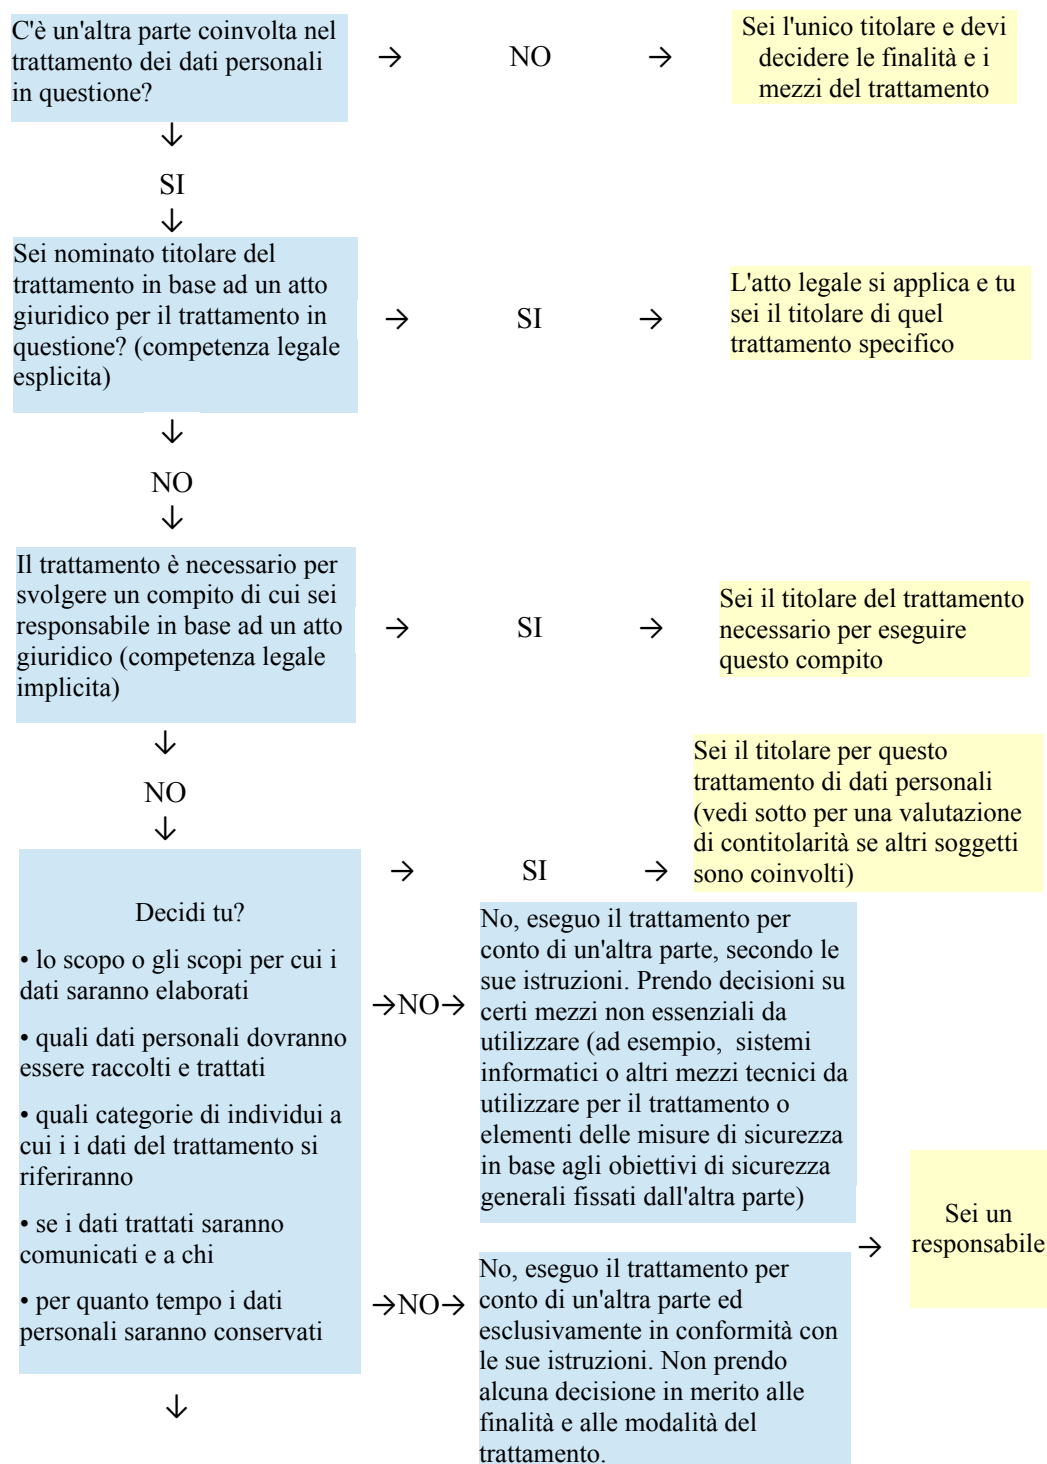 C'è un'altra parte coinvolta nel
trattamento dei dati personali
in questione?
→ NO →
Sei l'unico titolare e devi
decidere le finalità e i
mezzi del trattamento
↓
SI
↓
Sei nominato titolare del
trattamento in base ad un atto
giuridico per il trattamento in
questione? (competenza legale
esplicita)
→ SI →
L'atto legale si applica e tu
sei il titolare di quel
trattamento specifico
↓
NO
↓
Il trattamento è necessario per
svolgere un compito di cui sei
responsabile in base ad un atto
giuridico (competenza legale
implicita)
→ SI →
Sei il titolare del trattamento
necessario per eseguire
questo compito
↓
NO
↓
Decidi tu?
• lo scopo o gli scopi per cui i
dati saranno elaborati
• quali dati personali dovranno
essere raccolti e trattati
• quali categorie di individui a
cui i i dati del trattamento si
riferiranno
• se i dati trattati saranno
comunicati e a chi
• per quanto tempo i dati
personali saranno conservati
→ SI →
Sei il titolare per questo
trattamento di dati personali
(vedi sotto per una valutazione
di contitolarità se altri soggetti
sono coinvolti)
→NO→
No, eseguo il trattamento per
conto di un'altra parte, secondo le
sue istruzioni. Prendo decisioni su
certi mezzi non essenziali da
utilizzare (ad esempio, sistemi
informatici o altri mezzi tecnici da
utilizzare per il trattamento o
elementi delle misure di sicurezza
in base agli obiettivi di sicurezza
generali fissati dall'altra parte)
→NO→
No, eseguo il trattamento per
conto di un'altra parte ed
esclusivamente in conformità con
le sue istruzioni. Non prendo
alcuna decisione in merito alle
finalità e alle modalità del
trattamento.
→
Sei un
responsabile
↓